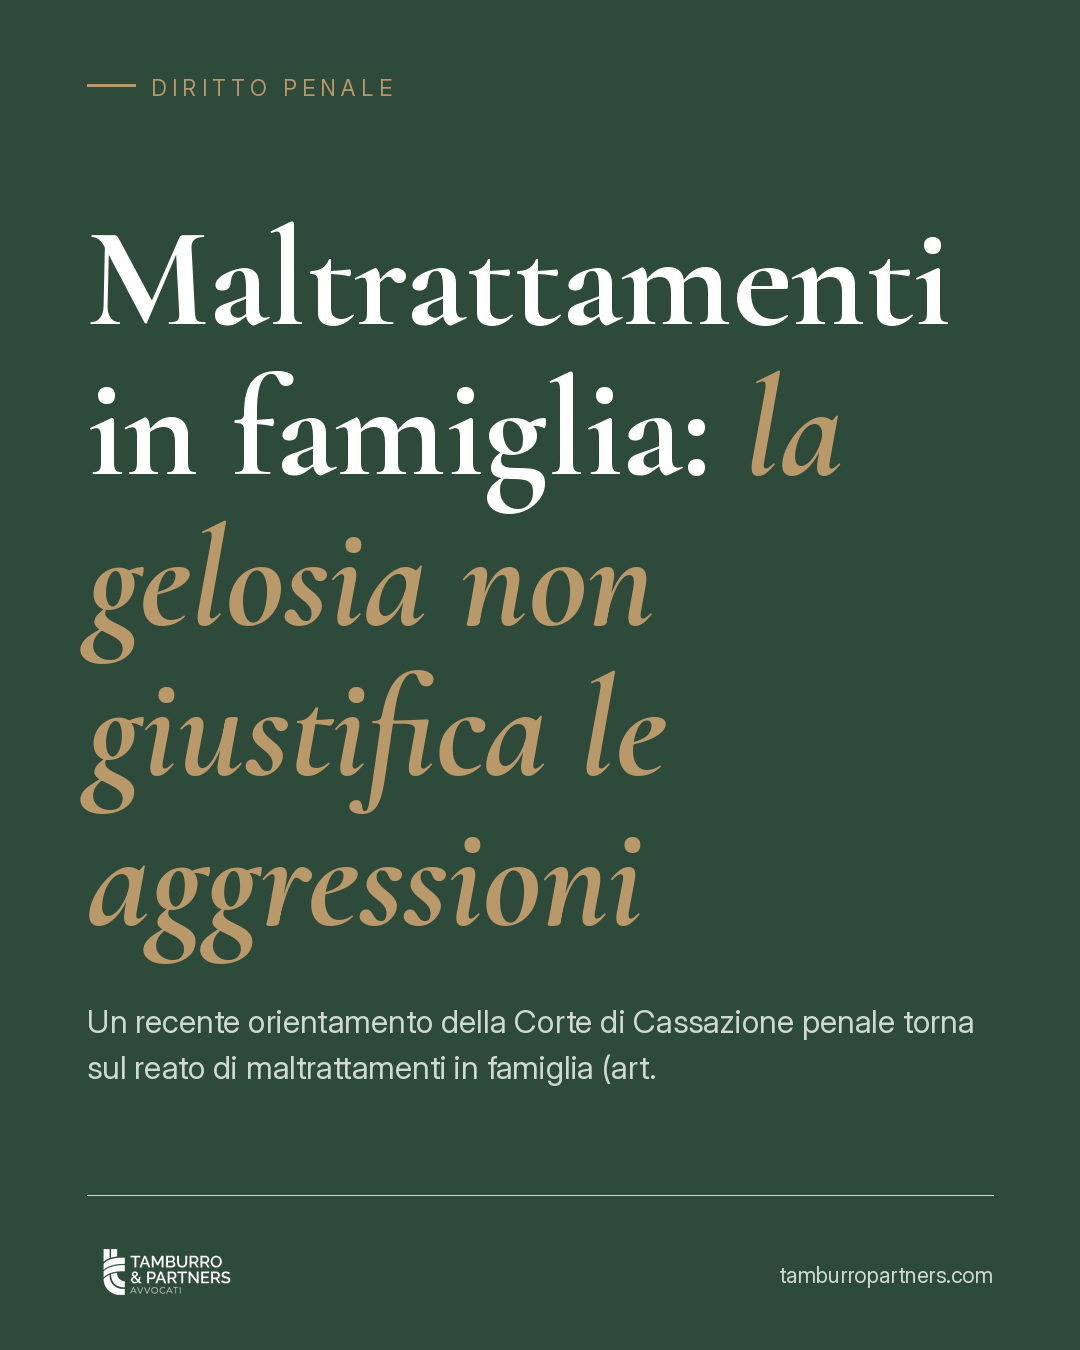 DIRITTO PENALE
Maltrattamenti
in famiglia: la
gelosia non
giustifica le
aggressioni
Un recente orientamento della Corte di Cassazione penale torna
sul reato di maltrattamenti in famiglia (art.
TAMBURRO
& PARTNERS
AVVOCATI
tamburropartners.com